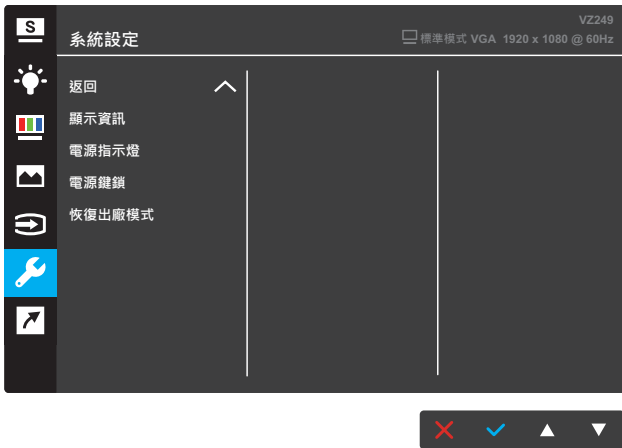 S
VZ249
系統設定
標準模式 VGA 1920 x 1080 @ 60Hz
返回
顯示資訊
電源指示燈
電源鍵鎖
恢復出廠模式